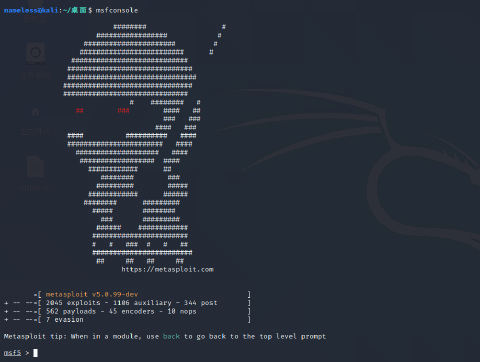 nameless@kali:~/桌面$ msfconsole
https://metasploit.com
=[ metasploit v5.0.99-dev ]
+ -- --=[ 2045 exploits - 1106 auxiliary - 344 post ]
+ -- --=[ 562 payloads - 45 encoders - 10 nops ]
+ -- --=[ 7 evasion ]
Metasploit tip: When in a module, use back to go back to the top level prompt
msf5 >